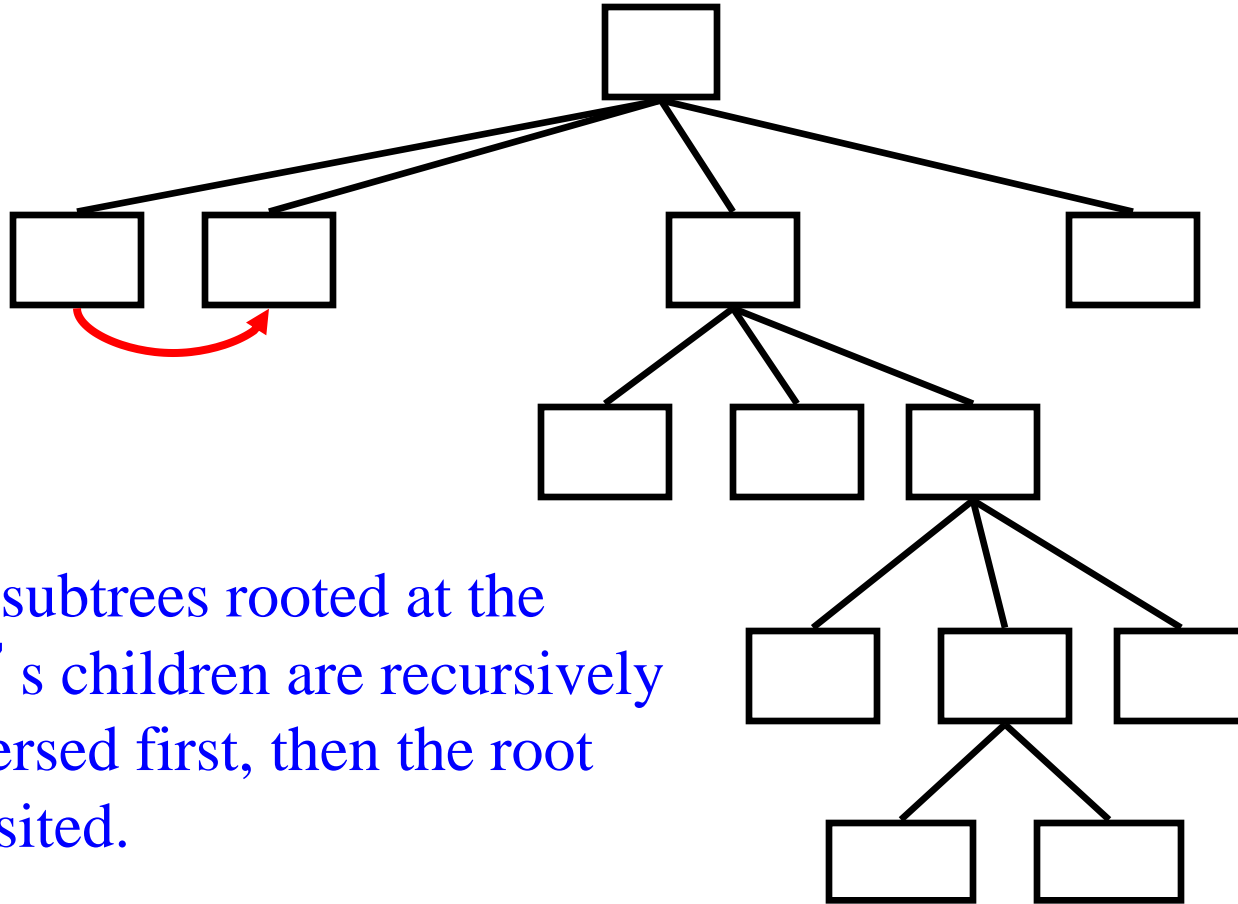 subtrees rooted at the
’ s children are recursively
ersed first, then the root
sited.